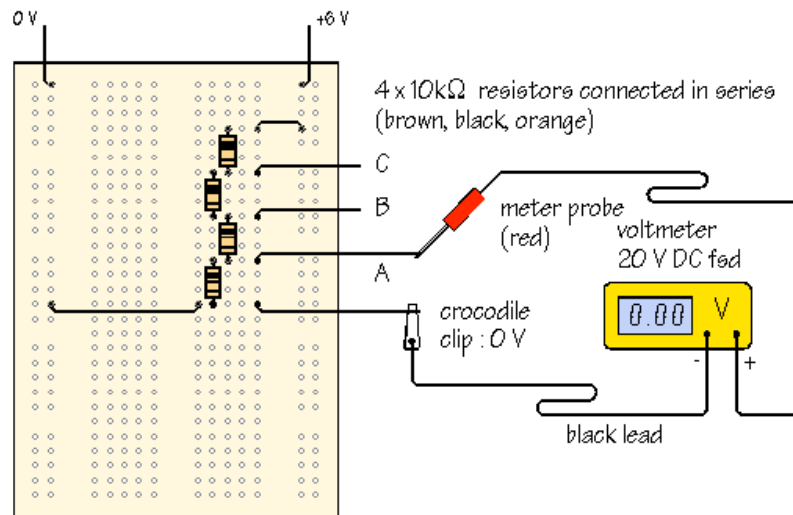 0 V
+6 V
4 x 10kΩ resistors connected in series
(brown, black, orange)
C
B
A
meter probe
(red)
voltmeter
20 V DC fsd
0.00
V
- +
crocodile
clip : 0 V
black lead